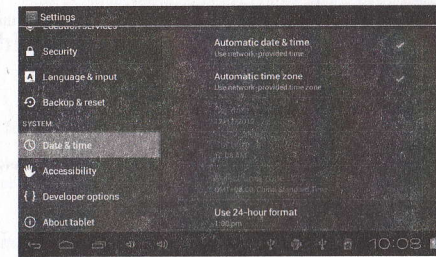 Settings
Location services
Security
Language & input
Backup & reset
SYSTEM
Date & time
Accessibility
{ } Developer options
About tablet
Automatic date & time
Use network-provided time
Automatic time zone
Use network-provided time zone
Use 24-hour format
1:00 pm
10:08